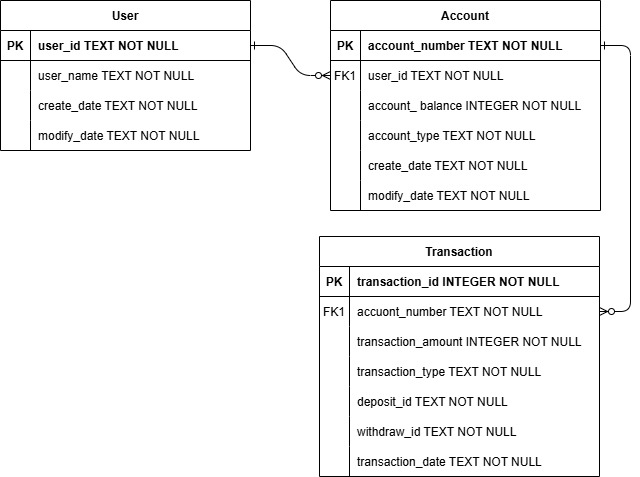 User
PK user_id TEXT NOT NULL
user_name TEXT NOT NULL
create_date TEXT NOT NULL
modify_date TEXT NOT NULL
Account
PK account_number TEXT NOT NULL
FK1 user_id TEXT NOT NULL
account_ balance INTEGER NOT NULL
account_type TEXT NOT NULL
create_date TEXT NOT NULL
modify_date TEXT NOT NULL
Transaction
PK transaction_id INTEGER NOT NULL
FK1 accuont_number TEXT NOT NULL
transaction_amount INTEGER NOT NULL
transaction_type TEXT NOT NULL
deposit_id TEXT NOT NULL
withdraw_id TEXT NOT NULL
transaction_date TEXT NOT NULL